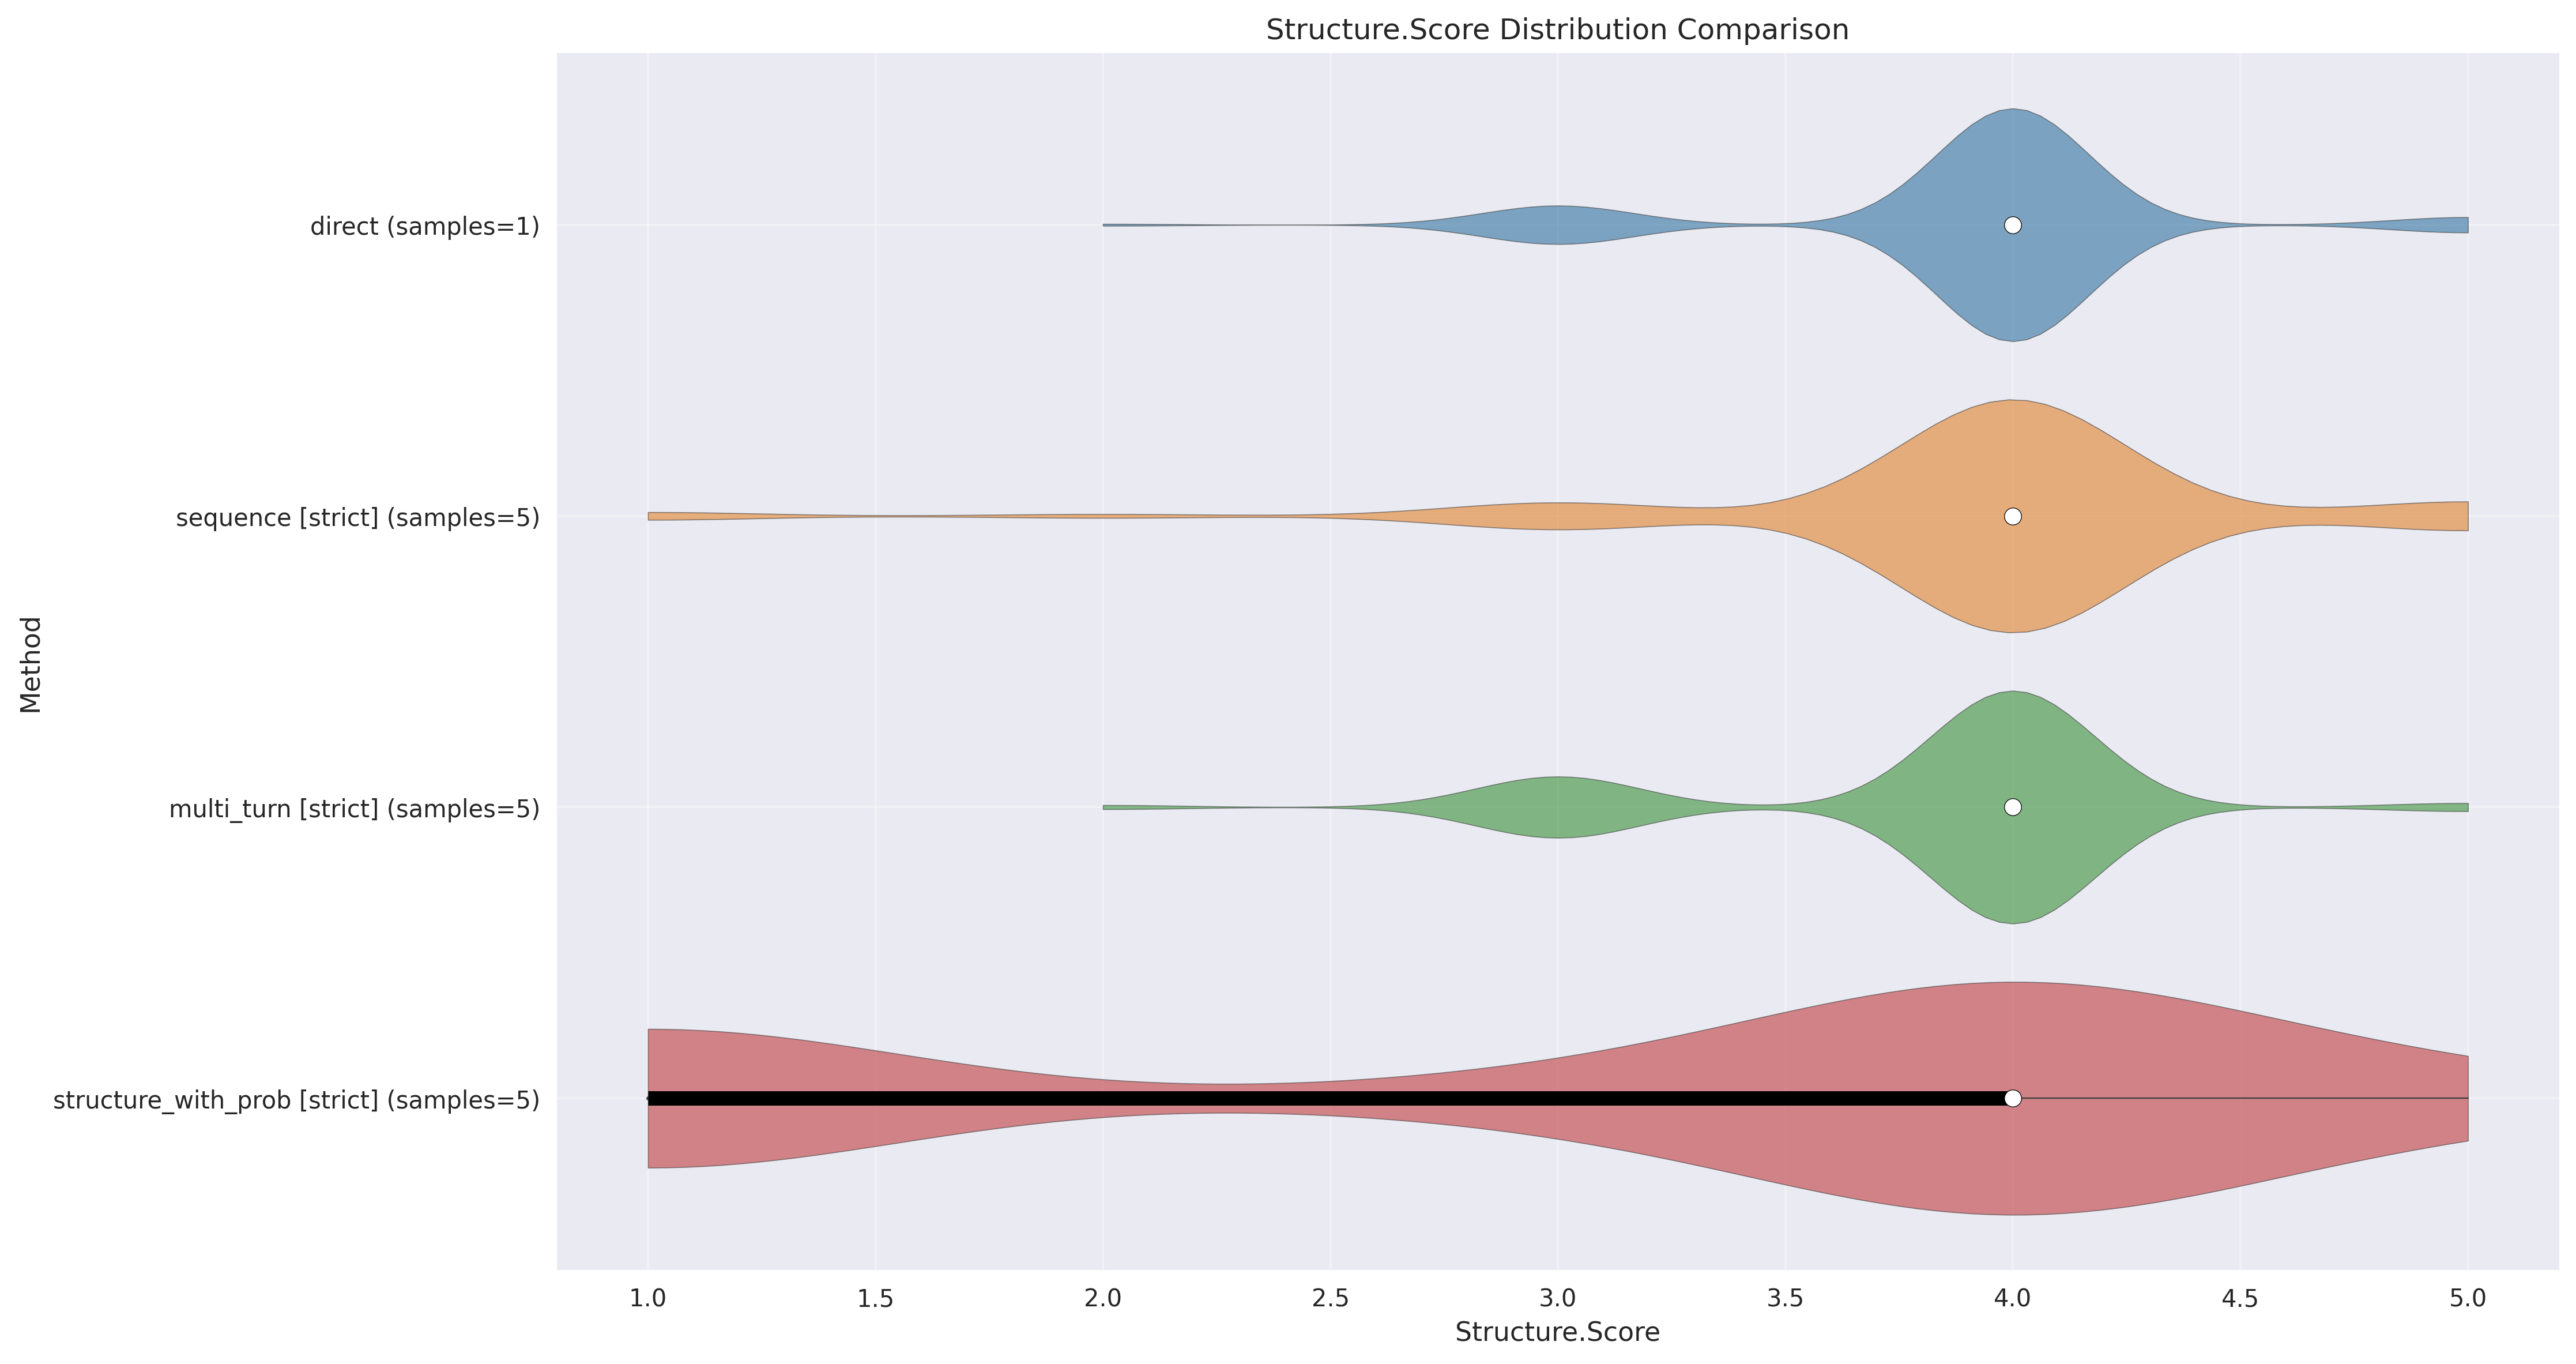 Structure.Score Distribution Comparison
direct (samples=1)
sequence [strict] (samples=5)
multi_turn [strict] (samples=5)
structure_with_prob [strict] (samples=5)
Method
1.0 1.5 2.0 2.5 3.0 3.5 4.0 4.5 5.0
Structure.Score